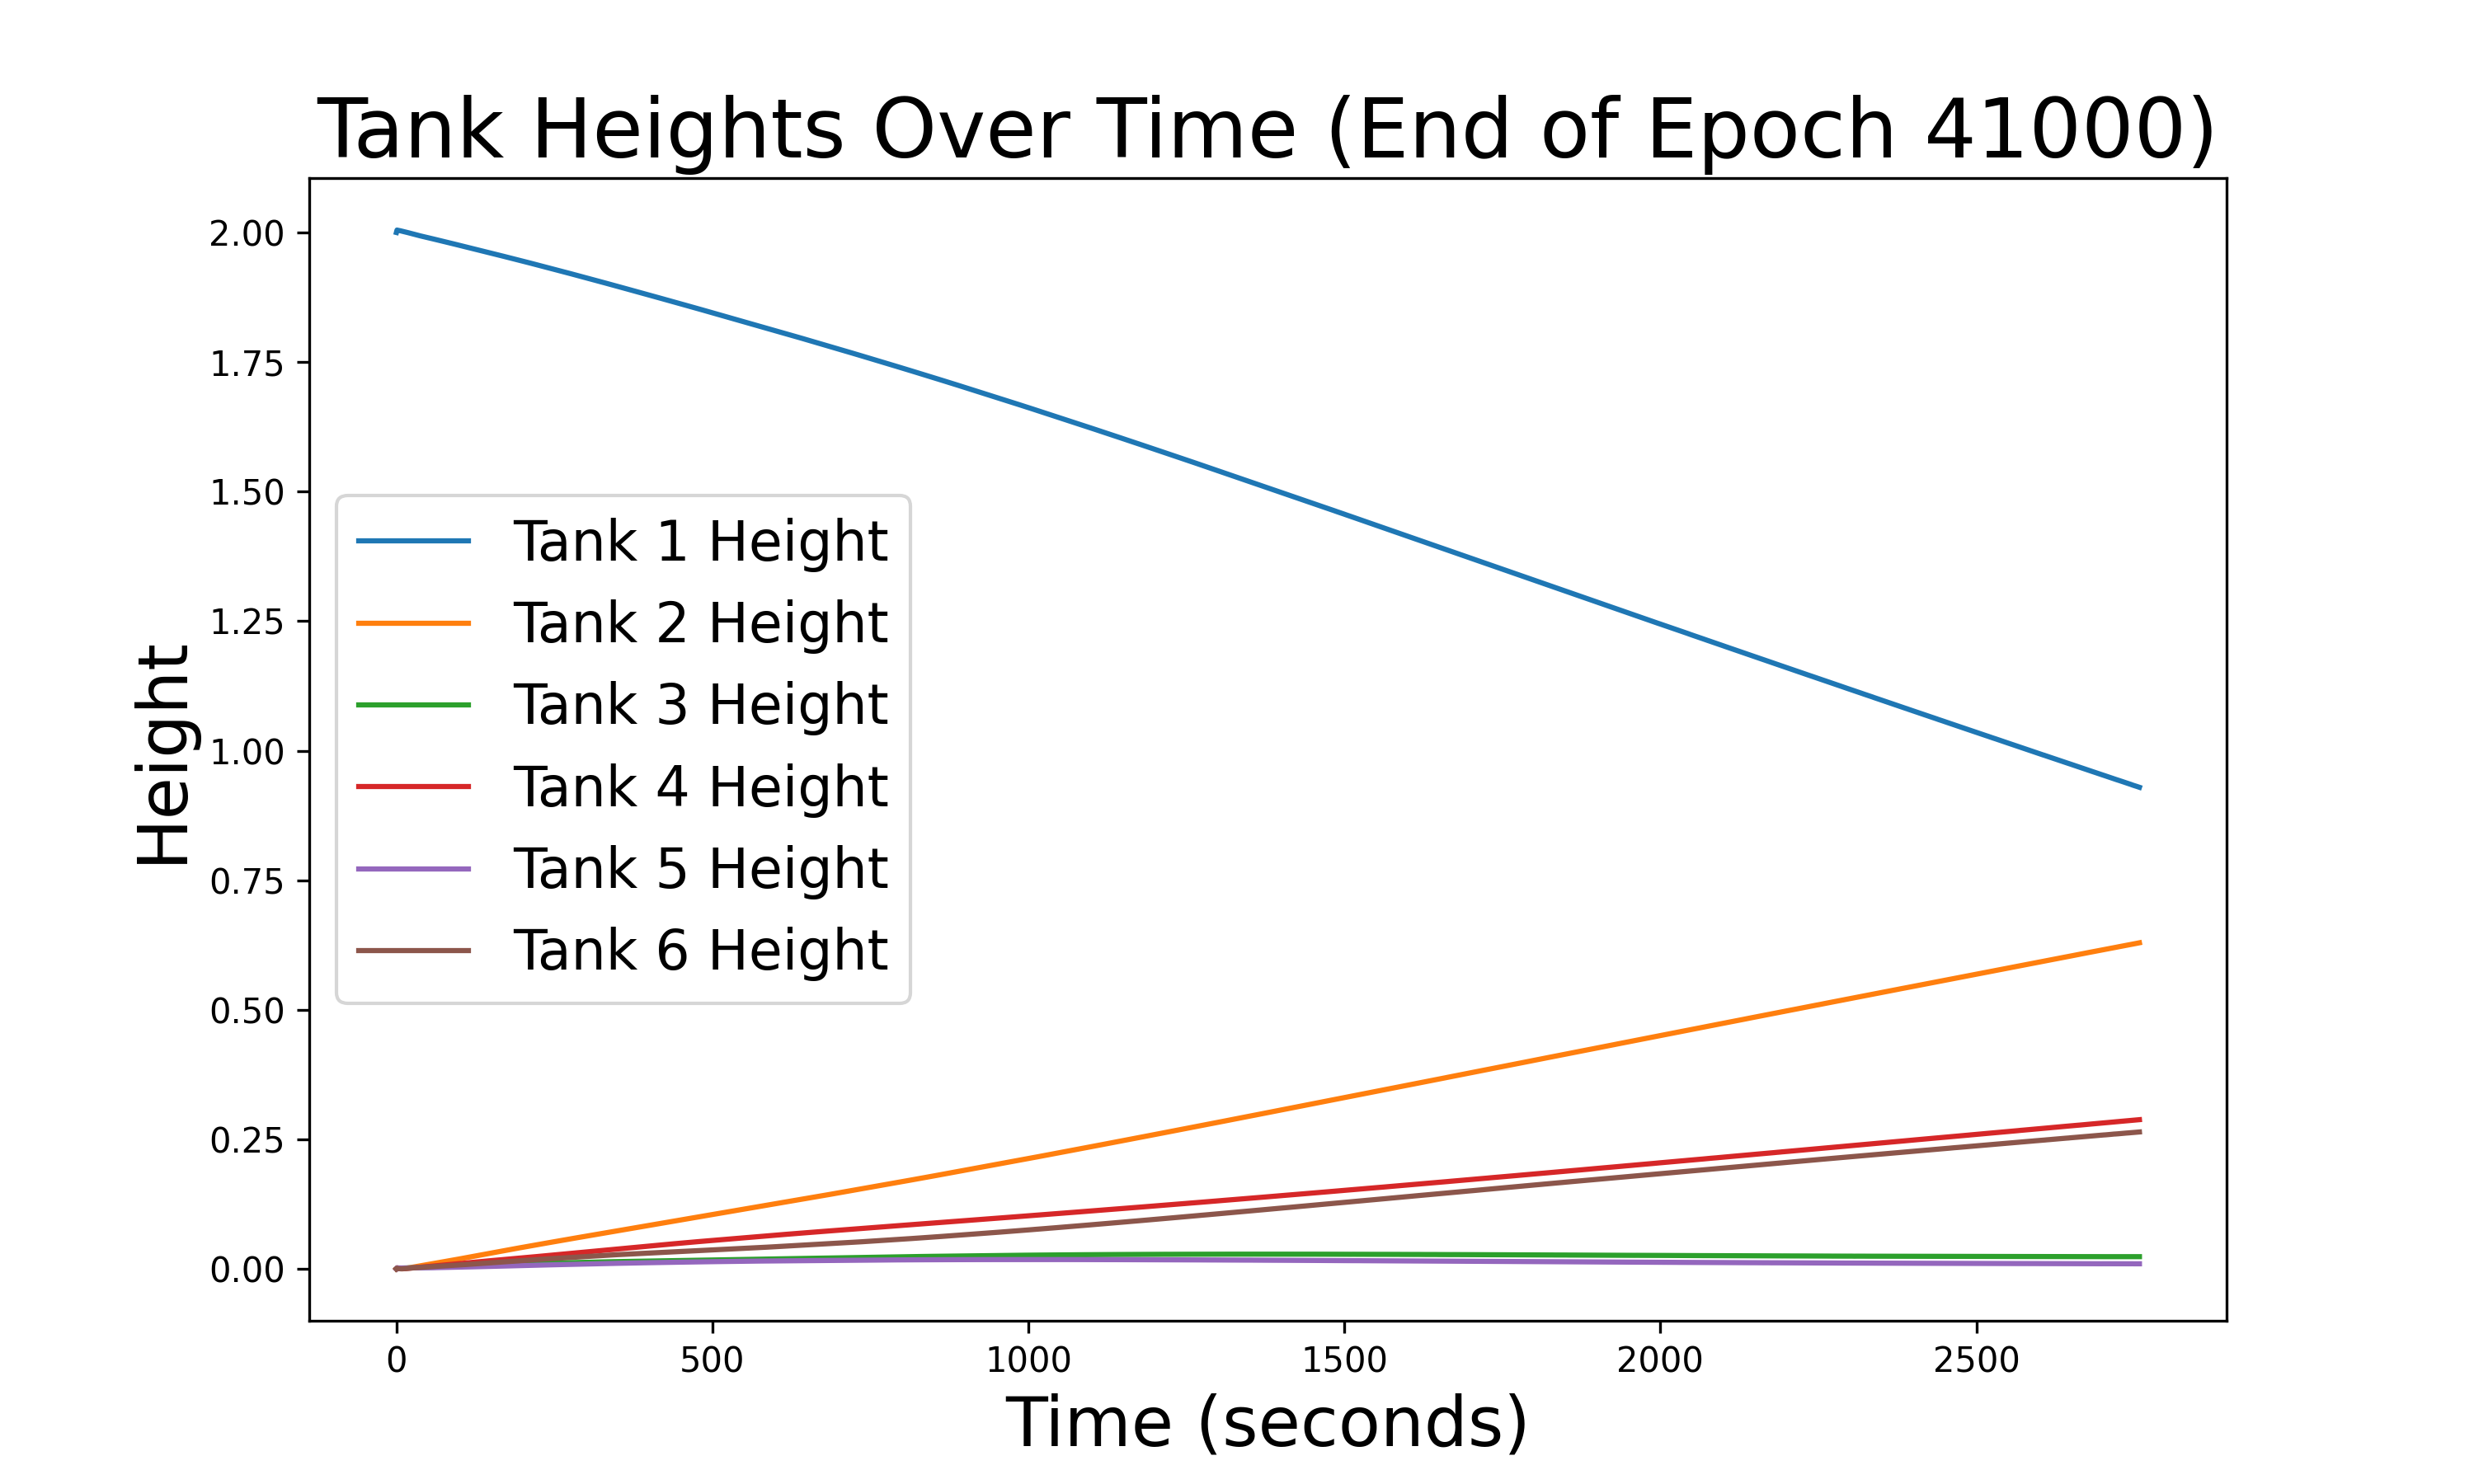 Tank Heights Over Time (End of Epoch 41000)
Height
2.00
1.75
1.50
1.25
1.00
0.75
0.50
0.25
0.00
Tank 1 Height
Tank 2 Height
Tank 3 Height
Tank 4 Height
Tank 5 Height
Tank 6 Height
0 500 1000 1500 2000 2500
Time (seconds)